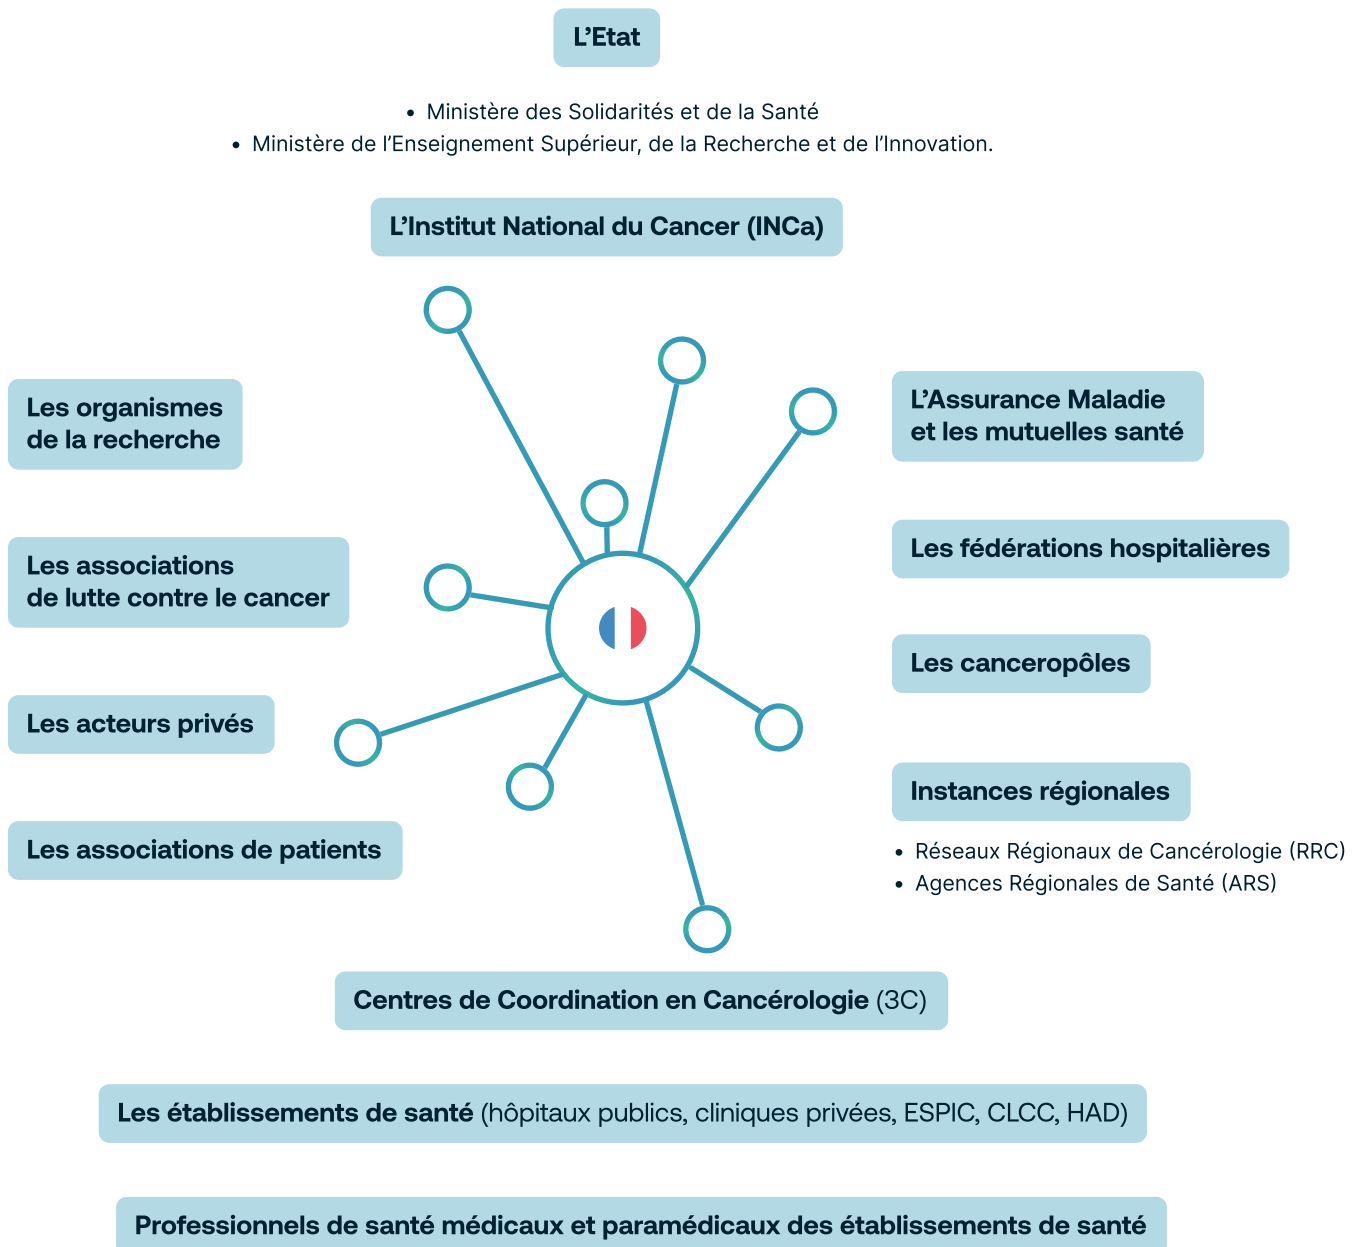 L’Etat
• Ministère des Solidarités et de la Santé
• Ministère de l’Enseignement Supérieur, de la Recherche et de l’Innovation.
L’Institut National du Cancer (INCa)
Les organismes
de la recherche
Les associations
de lutte contre le cancer
Les acteurs privés
Les associations de patients
L’Assurance Maladie
et les mutuelles santé
Les fédérations hospitalières
Les canceropôles
Instances régionales
• Réseaux Régionaux de Cancérologie (RRC)
• Agences Régionales de Santé (ARS)
Centres de Coordination en Cancérologie (3C)
Les établissements de santé (hôpitaux publics, cliniques privées, ESPIC, CLCC, HAD)
Professionnels de santé médicaux et paramédicaux des établissements de santé